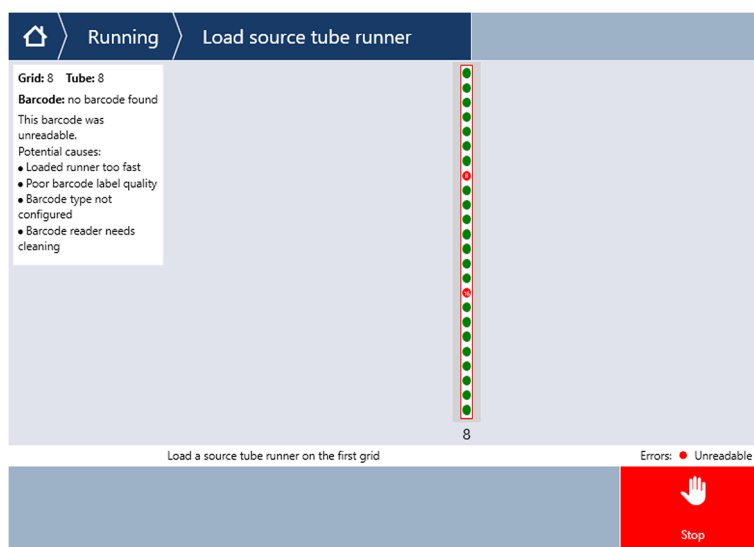 Running
Load source tube runner
Grid: 8 Tube: 8
Barcode: no barcode found
This barcode was
unreadable.
Potential causes:
● Loaded runner too fast
● Poor barcode label quality
● Barcode type not
configured
● Barcode reader needs
cleaning
8
16
8
Load a source tube runner on the first grid
Errors: ● Unreadable
Stop